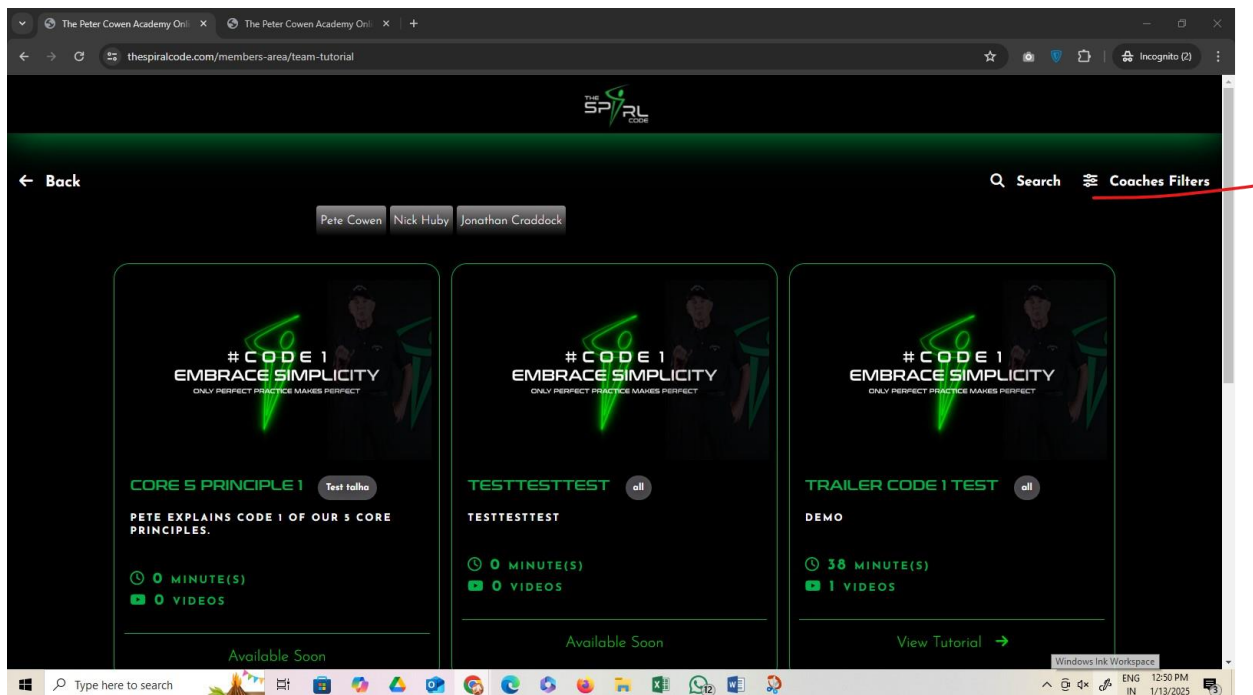 The Peter Cowen Academy Onli
The Peter Cowen Academy Onli
thespiralcode.com/members-area/team-tutorial
Incognito (2)
THE
SPIRL
CODE
Back
Search
Coaches Filters
Pete Cowen Nick Huby Jonathan Craddock
#CODE 1
EMBRACE SIMPLICITY
ONLY PERFECT PRACTICE MAKES PERFECT
CORE 5 PRINCIPLE 1 Test talha
PETE EXPLAINS CODE 1 OF OUR 5 CORE
PRINCIPLES.
0 MINUTE(S)
0 VIDEOS
Available Soon
#CODE 1
EMBRACE SIMPLICITY
ONLY PERFECT PRACTICE MAKES PERFECT
TESTTESTTEST all
TESTTESTTEST
0 MINUTE(S)
0 VIDEOS
Available Soon
#CODE 1
EMBRACE SIMPLICITY
ONLY PERFECT PRACTICE MAKES PERFECT
TRAILER CODE 1 TEST all
DEMO
38 MINUTE(S)
1 VIDEOS
View Tutorial
Windows Ink Workspace
Type here to search
12
ENG
IN
12:50 PM
1/13/2025
3